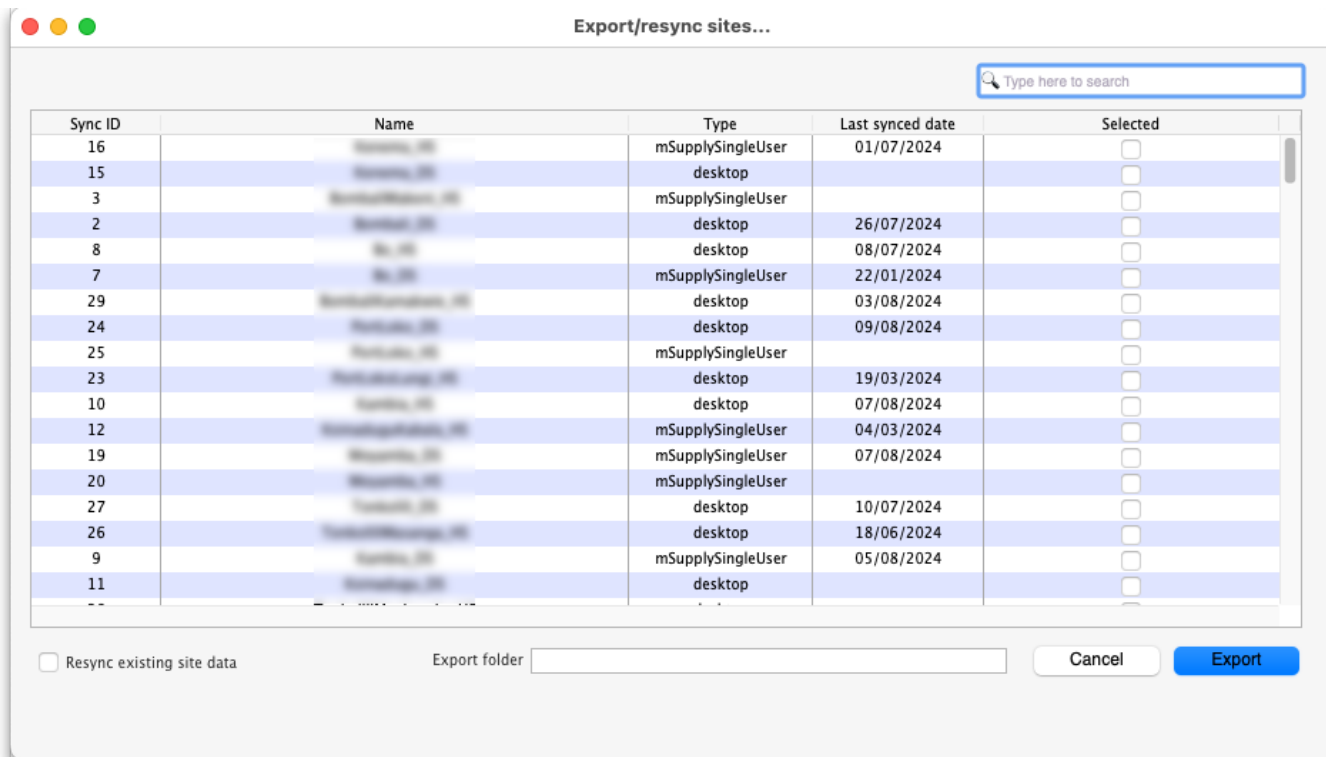 Export/resync sites...
Type here to search
Sync ID Name Type Last synced date Selected
16 mSupplySingleUser 01/07/2024
15 desktop
3 mSupplySingleUser
2 desktop 26/07/2024
8 desktop 08/07/2024
7 mSupplySingleUser 22/01/2024
29 desktop 03/08/2024
24 desktop 09/08/2024
25 mSupplySingleUser
23 desktop 19/03/2024
10 desktop 07/08/2024
12 mSupplySingleUser 04/03/2024
19 mSupplySingleUser 07/08/2024
20 mSupplySingleUser
27 desktop 10/07/2024
26 desktop 18/06/2024
9 mSupplySingleUser 05/08/2024
11 desktop
Resync existing site data Export folder Cancel Export